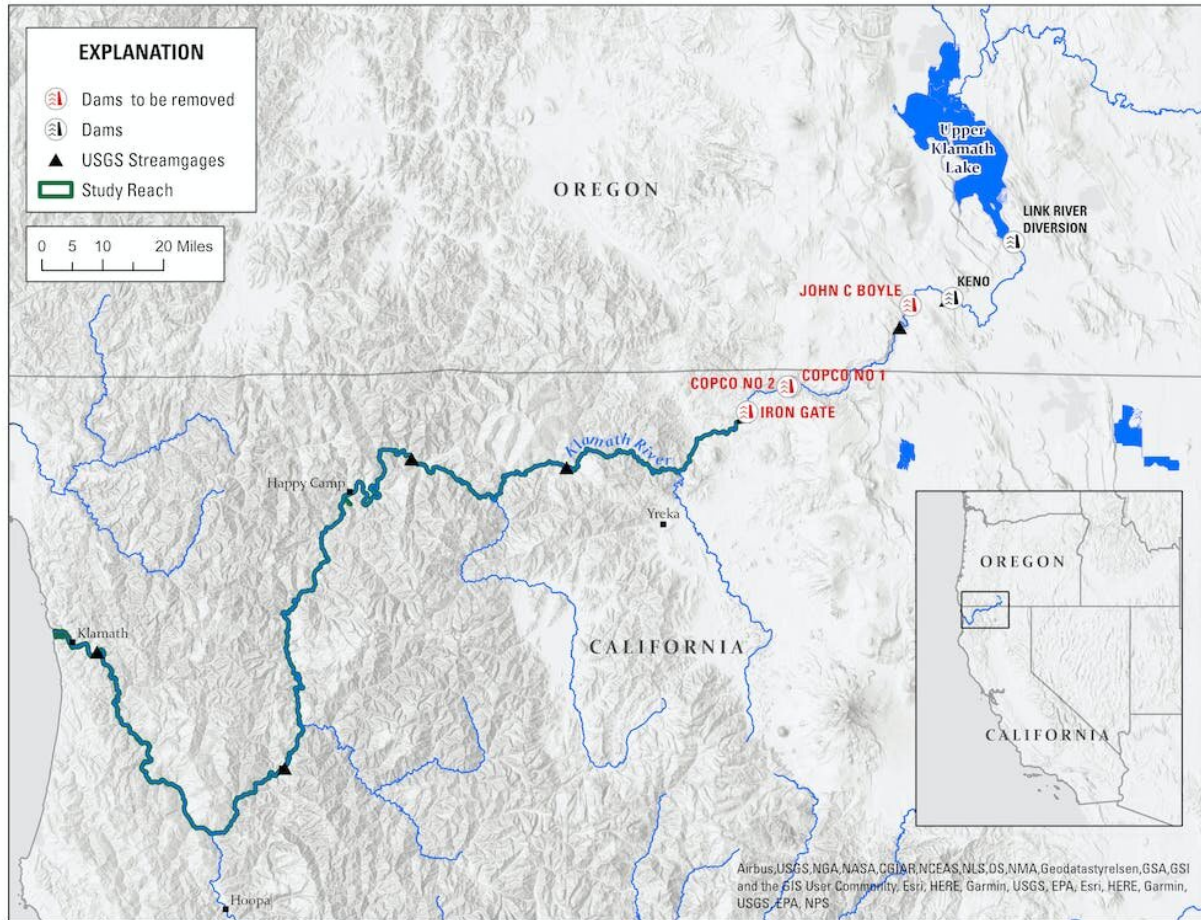 EXPLANATION
Dams to be removed
Dams
USGS Streamgages
Study Reach
0 5 10 20 Miles
OREGON
Upper
Klamath
Lake
LINK RIVER
DIVERSION
KENO
JOHN C BOYLE
COPCO NO 2
COPCO NO 1
IRON GATE
Klamath River
Happy Camp
Yreka
Klamath
CALIFORNIA
Hoopa
OREGON
CALIFORNIA
Airbus,USGS,NGA,NASA,CGIAR,NCEAS,NLS,OS,NMA,Geodatastyrelsen,GSA,GSI
and the GIS User Community, Esri, HERE, Garmin, USGS, EPA, Esri, HERE, Garmin,
USGS, EPA, NPS